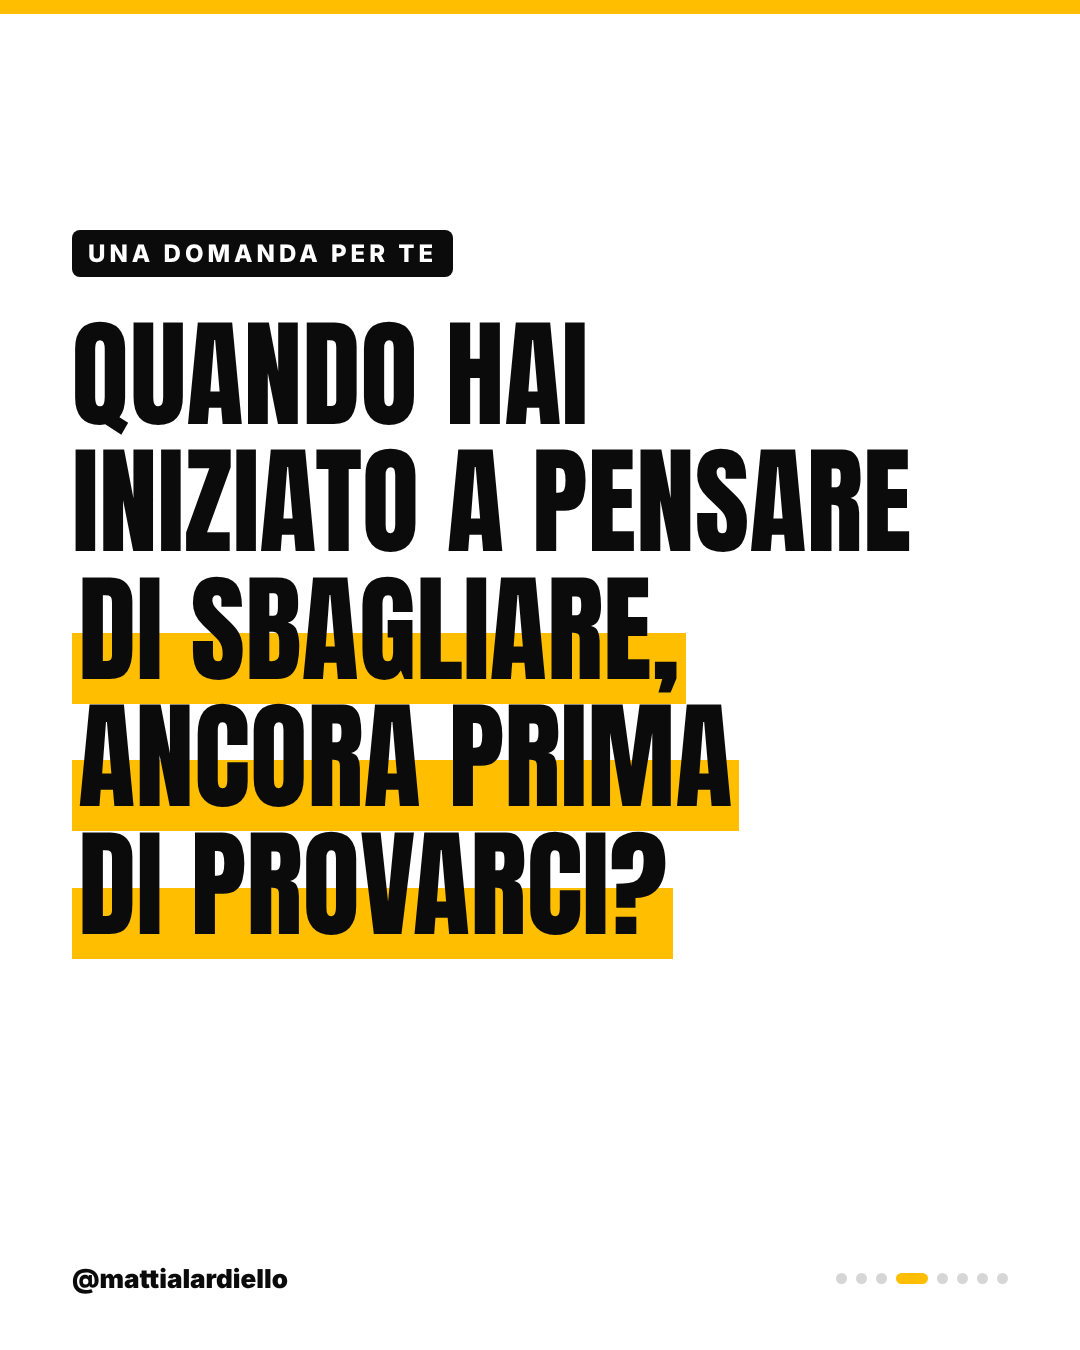 UNA DOMANDA PER TE
QUANDO HAI
INIZIATO A PENSARE
DI SBAGLIARE,
ANCORA PRIMA
DI PROVARCI?
@mattialardiello